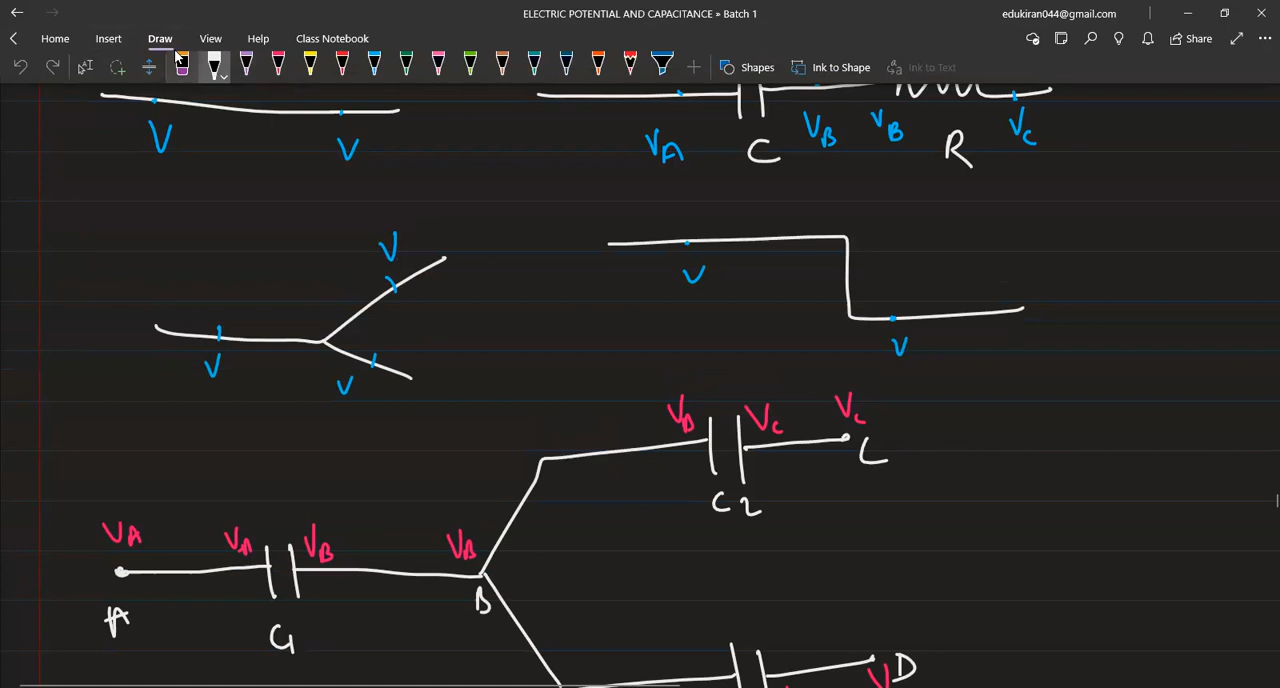 ELECTRIC POTENTIAL AND CAPACITANCE » Batch 1
edukiran044@gmail.com
Home Insert Draw View Help Class Notebook
Share
Shapes Ink to Shape Ink to Text
V V VA C VB VB R VC
V V
V V V
VB VC VC
C
C2
VA VA VB VB
A C1 B
D
V